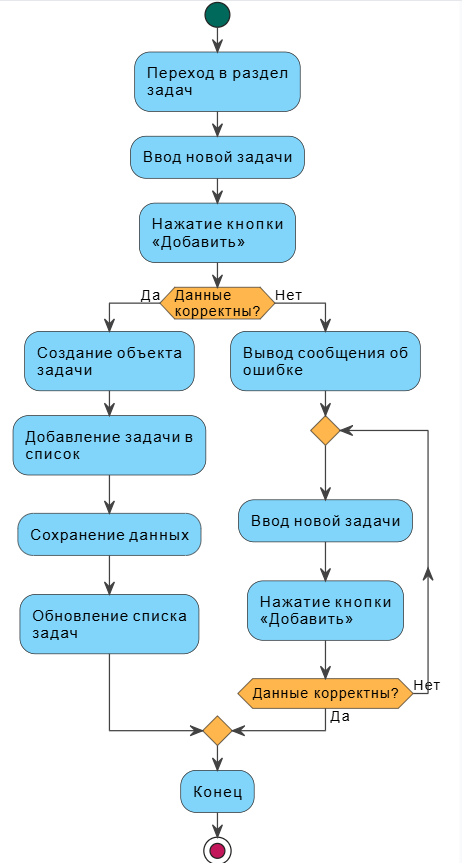 Переход в раздел
задач
Ввод новой задачи
Нажатие кнопки
«Добавить»
Да
Данные
корректны?
Нет
Создание объекта
задачи
Добавление задачи в
список
Сохранение данных
Обновление списка
задач
Вывод сообщения об
ошибке
Ввод новой задачи
Нажатие кнопки
«Добавить»
Данные корректны?
Нет
Да
Конец